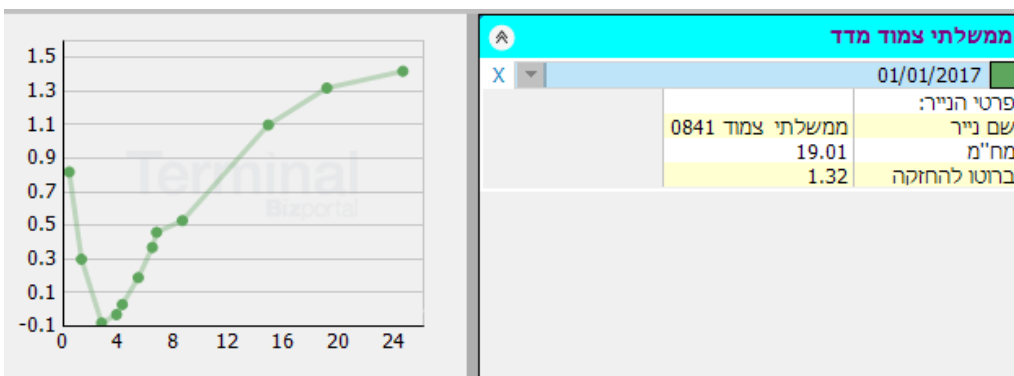 ממשלתי צמוד מדד
X 01/01/2017
פרטי הנייר:
שם נייר ממשלתי צמוד 0841
מח"מ 19.01
ברוטו להחזקה 1.32
1.5
1.3
1.1
0.9
0.7
0.5
0.3
0.1
-0.1
0 4 8 12 16 20 24
Terminal
Bizportal